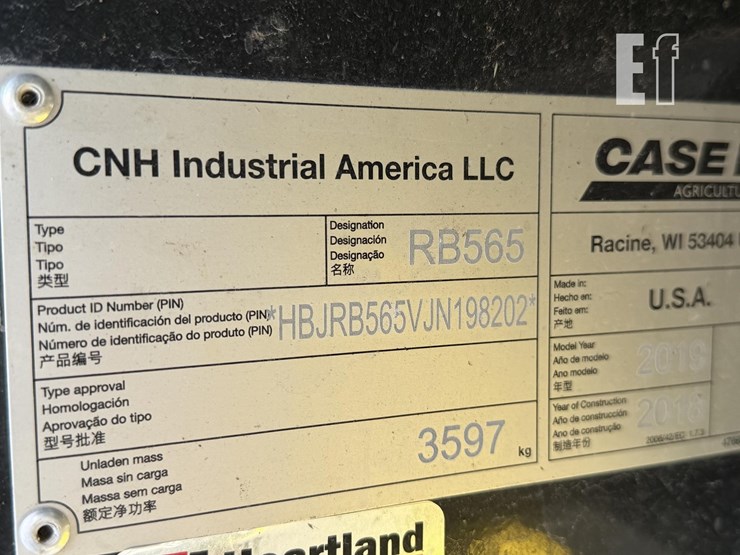 Ef
CNH Industrial America LLC
CASE
AGRICULTU
Type
Tipo
Tipo
类型
Designation
Designación
Designação
名称
RB565
Racine, WI 53404
Product ID Number (PIN)
Núm. de identificación del producto (PIN)
Número de identificação do produto (PIN)
产品编号
*HBJRB565VJN198202*
Made in:
Hecho en:
Feito em:
产地
U.S.A.
Model Year
Año de modelo
Ano modelo
年型
Type approval
Homologación
Aprovação do tipo
型号批准
Year of Construction
Año de construcción
Ano de construção
制造年份
Unladen mass
Masa sin carga
Massa sem carga
额定净功率
3597 kg
Heartland